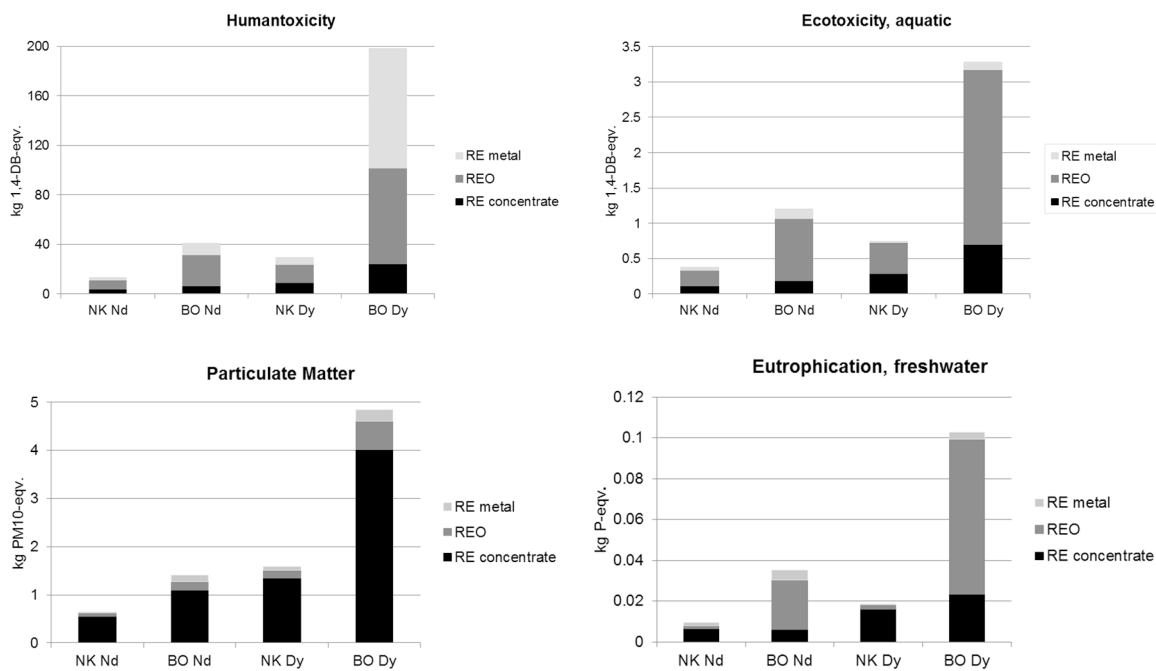 Humantoxicity
kg 1,4-DB-eqv.
200
160
120
80
40
0
NK Nd
BO Nd
NK Dy
BO Dy
RE metal
REO
RE concentrate
Ecotoxicity, aquatic
kg 1,4-DB-eqv.
3.5
3
2.5
2
1.5
1
0.5
0
NK Nd
BO Nd
NK Dy
BO Dy
RE metal
REO
RE concentrate
Particulate Matter
kg PM10-eqv.
5
4
3
2
1
0
NK Nd
BO Nd
NK Dy
BO Dy
RE metal
REO
RE concentrate
Eutrophication, freshwater
kg P-eqv.
0.12
0.1
0.08
0.06
0.04
0.02
0
NK Nd
BO Nd
NK Dy
BO Dy
RE metal
REO
RE concentrate